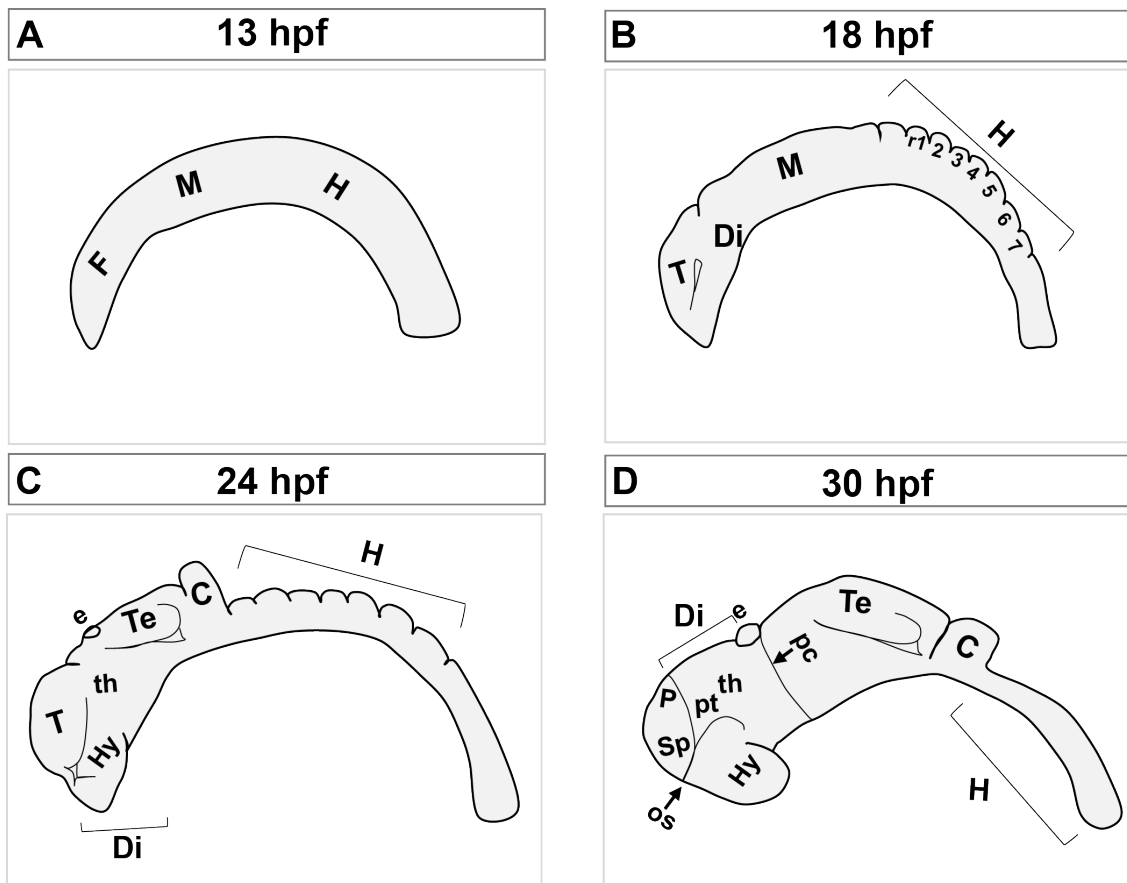 A 13 hpf
F
M
H
B 18 hpf
T
Di
M
r1 2 3 4 5 6 7
H
C 24 hpf
T
e
Te
C
H
th
Hy
Di
D 30 hpf
Di
e
Te
C
pc
P
pt
th
Sp
Hy
os
H